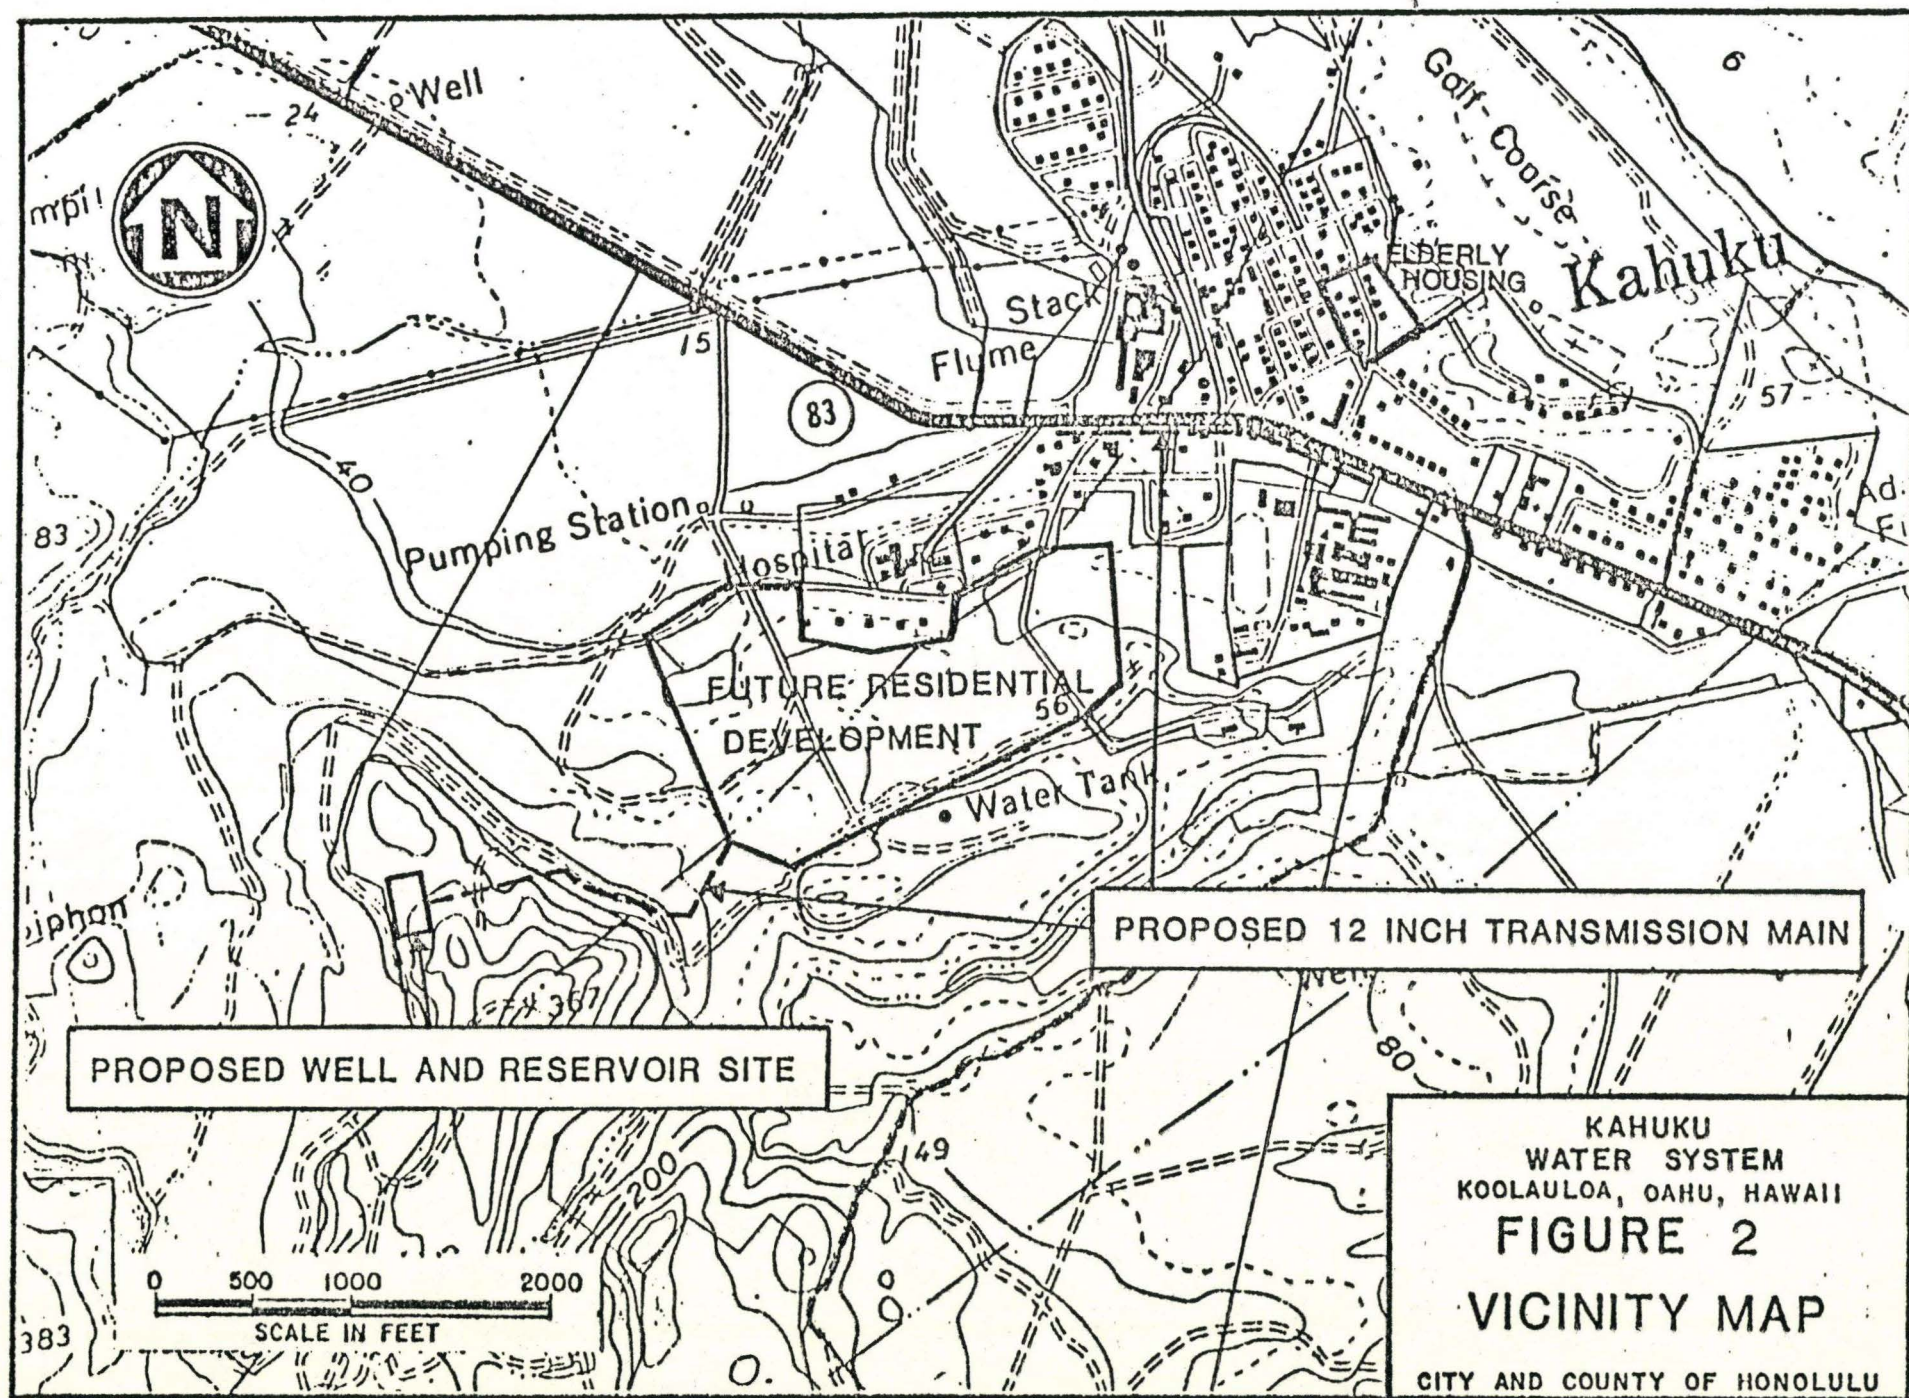 6
Well
24
Golf Course
N
ELDERLY
HOUSING
Kahuku
Stack
Flume
15
83
57
40
83
Pumping Station
Hospital
FUTURE RESIDENTIAL
DEVELOPMENT
56
Water Tank
PROPOSED 12 INCH TRANSMISSION MAIN
367
PROPOSED WELL AND RESERVOIR SITE
80
49
200
0 500 1000 2000
SCALE IN FEET
383
KAHUKU
WATER SYSTEM
KOOLAULOA, OAHU, HAWAII
FIGURE 2
VICINITY MAP
CITY AND COUNTY OF HONOLULU